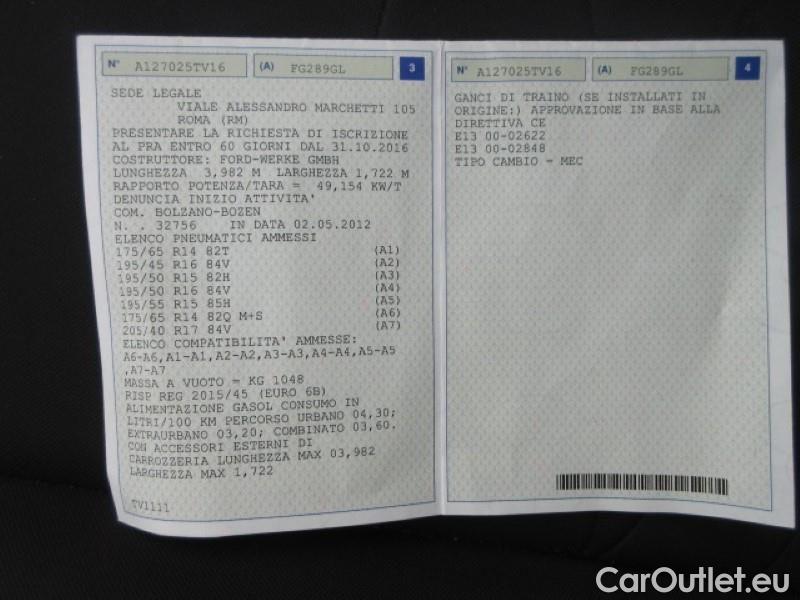 N° A127025TV16 (A) FG289GL 3
SEDE LEGALE
VIALE ALESSANDRO MARCHETTI 105
ROMA (RM)
PRESENTARE LA RICHIESTA DI ISCRIZIONE
AL PRA ENTRO 60 GIORNI DAL 31.10.2016
COSTRUTTORE: FORD-WERKE GMBH
LUNGHEZZA 3,982 M LARGHEZZA 1,722 M
RAPPORTO POTENZA/TARA = 49,154 KW/T
DENUNCIA INIZIO ATTIVITA'
COM. BOLZANO-BOZEN
N. . 32756 IN DATA 02.05.2012
ELENCO PNEUMATICI AMMESSI
175/65 R14 82T (A1)
195/45 R16 84V (A2)
195/50 R15 82H (A3)
195/50 R16 84V (A4)
195/55 R15 85H (A5)
175/65 R14 82Q M+S (A6)
205/40 R17 84V (A7)
ELENCO COMPATIBILITA' AMMESSE:
A6-A6,A1-A1,A2-A2,A3-A3,A4-A4,A5-A5
,A7-A7
MASSA A VUOTO = KG 1048
RISP REG 2015/45 (EURO 6B)
ALIMENTAZIONE GASOL CONSUMO IN
LITRI/100 KM PERCORSO URBANO 04,30;
EXTRAURBANO 03,20; COMBINATO 03,60.
CON ACCESSORI ESTERNI DI
CARROZZERIA LUNGHEZZA MAX 03,982
LARGHEZZA MAX 1,722
TV1111
N° A127025TV16 (A) FG289GL 4
GANCI DI TRAINO (SE INSTALLATI IN
ORIGINE:) APPROVAZIONE IN BASE ALLA
DIRETTIVA CE
E13 00-02622
E13 00-02848
TIPO CAMBIO - MEC
CarOutlet.eu